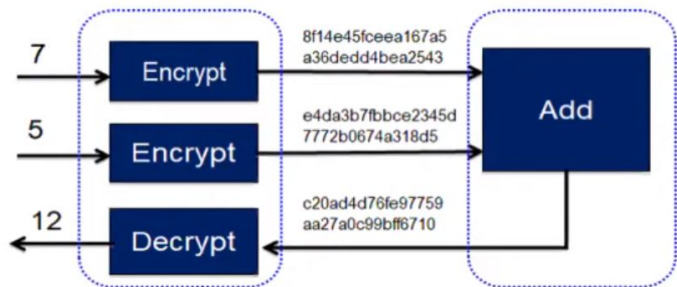 7
Encrypt
8f14e45fceea167a5
a36dedd4bea2543
Add
5
Encrypt
e4da3b7fbbce2345d
7772b0674a318d5
12
Decrypt
c20ad4d76fe97759
aa27a0c99bff6710